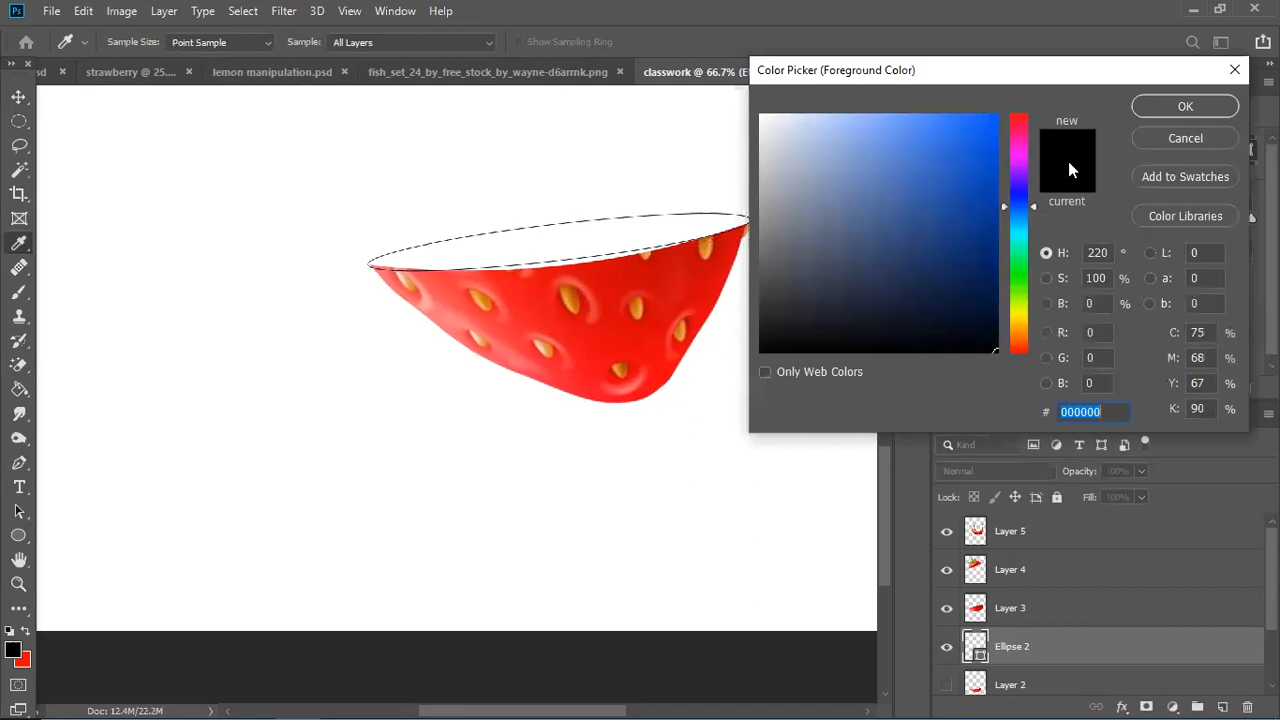 Ps File Edit Image Layer Type Select Filter 3D View Window Help
Sample Size: Point Sample Sample: All Layers Show Sampling Ring
sd strawberry @ 25.... lemon manipulation.psd fish_set_24_by_free_stock_by_wayne-d6armk.png classwork @ 66.7% (E
Color Picker (Foreground Color)
new
current
OK
Cancel
Add to Swatches
Color Libraries
H: 220 °
S: 100 %
B: 0 %
R: 0
G: 0
B: 0
# 000000
L: 0
a: 0
b: 0
C: 75 %
M: 68 %
Y: 67 %
K: 90 %
Only Web Colors
Kind
Normal Opacity: 100%
Lock: Fill: 100%
Layer 5
Layer 4
Layer 3
Ellipse 2
Layer 2
Doc: 12.4M/22.2M